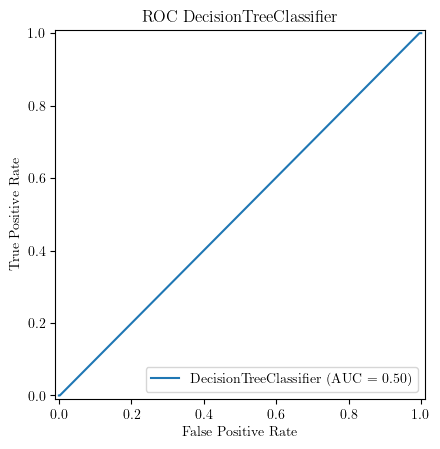 ROC DecisionTreeClassifier
1.0
0.8
0.6
0.4
0.2
0.0
True Positive Rate
DecisionTreeClassifier (AUC = 0.50)
0.0 0.2 0.4 0.6 0.8 1.0
False Positive Rate